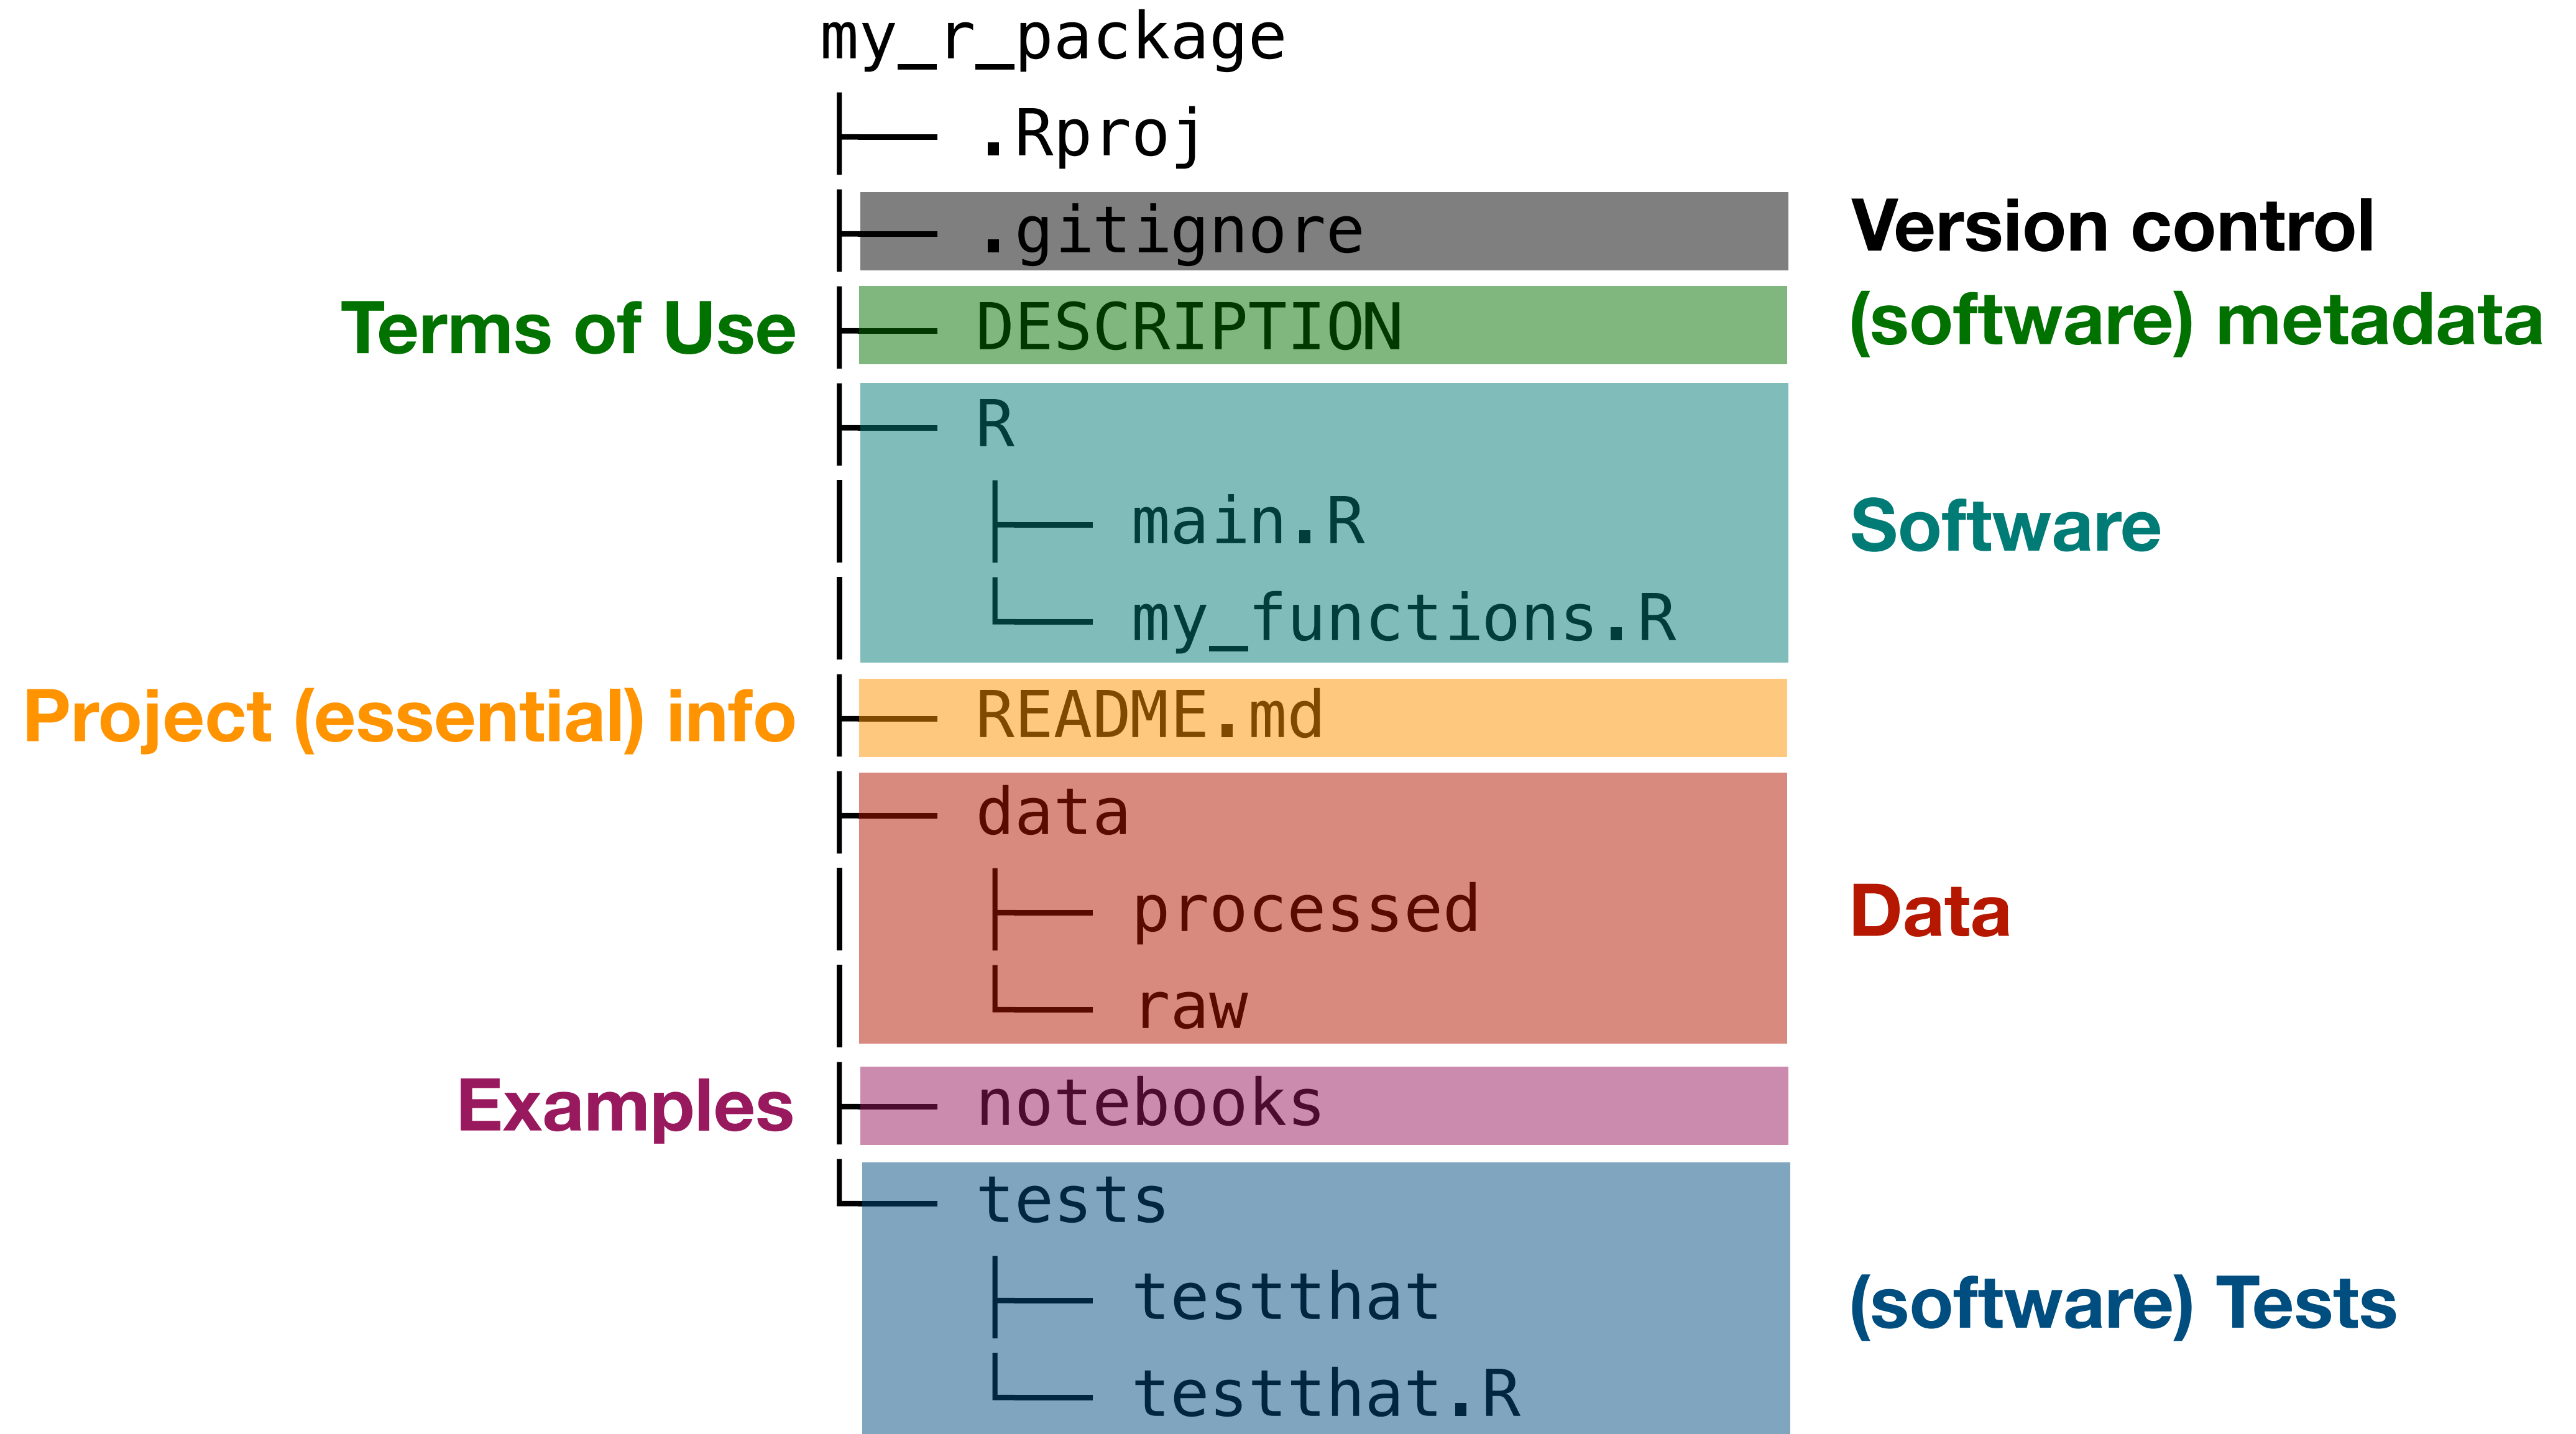 my_r_package
.Rproj
.gitignore
Version control
Terms of Use
DESCRIPTION
(software) metadata
R
main.R
Software
my_functions.R
Project (essential) info
README.md
data
processed
Data
raw
Examples
notebooks
tests
testthat
(software) Tests
testthat.R